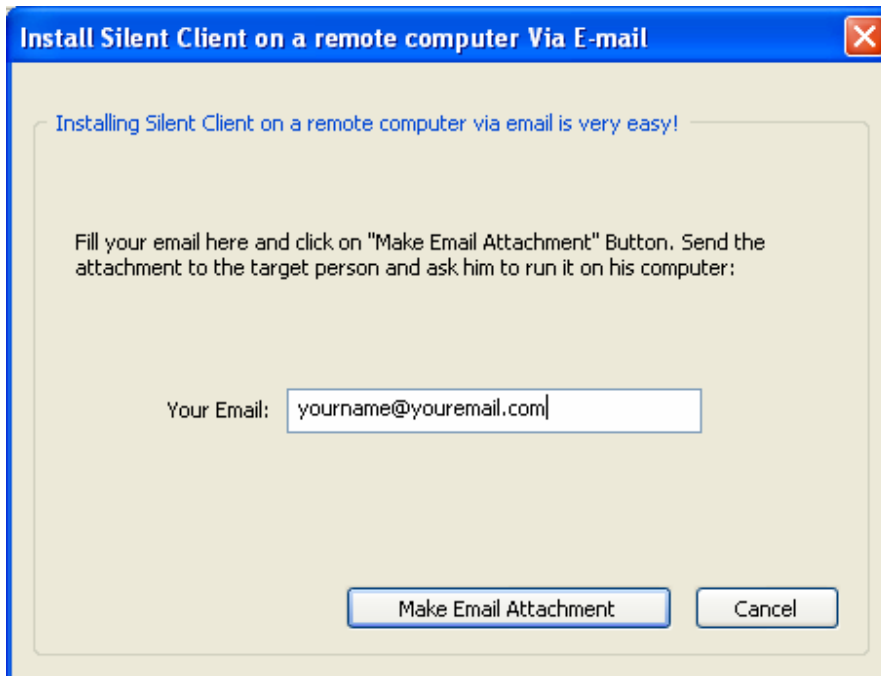 Install Silent Client on a remote computer Via E-mail
Installing Silent Client on a remote computer via email is very easy!
Fill your email here and click on "Make Email Attachment" Button. Send the
attachment to the target person and ask him to run it on his computer:
Your Email: yourname@youremail.com
Make Email Attachment Cancel